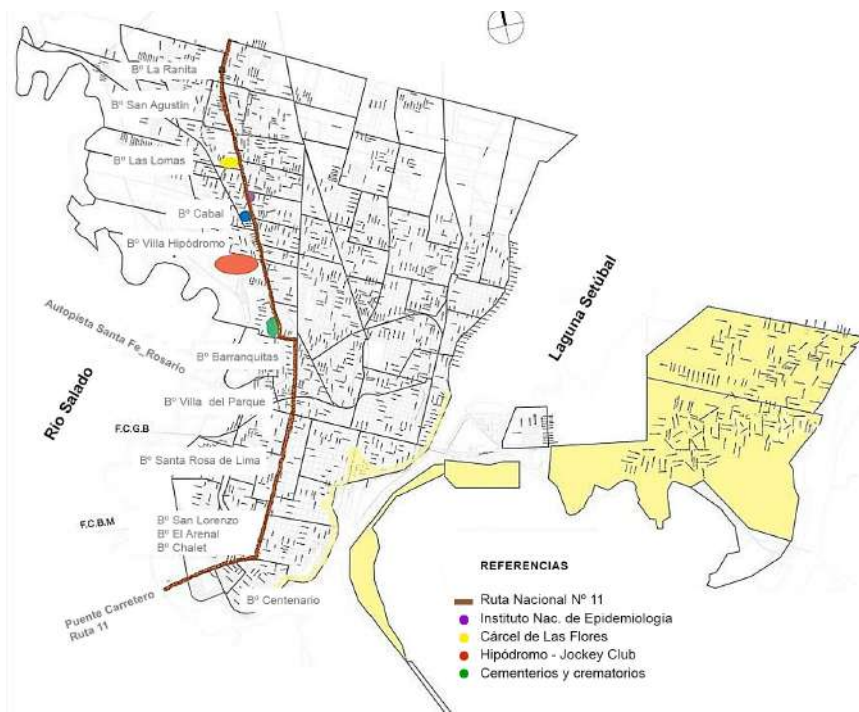 Bº La Ranita
Bº San Agustín
Bº Las Lomas
Bº Cabal
Bº Villa Hipódromo
Autopista Santa Fe_Rosario
Laguna Setúbal
Río Salado
Bº Barranquitas
Bº Villa del Parque
F.C.G.B
Bº Santa Rosa de Lima
F.C.B.M
Bº San Lorenzo
Bº El Arenal
Bº Chalet
Puente Carretero
Ruta 11
Bº Centenario
REFERENCIAS
Ruta Nacional Nº 11
Instituto Nac. de Epidemiología
Cárcel de Las Flores
Hipódromo - Jockey Club
Cementerios y crematorios